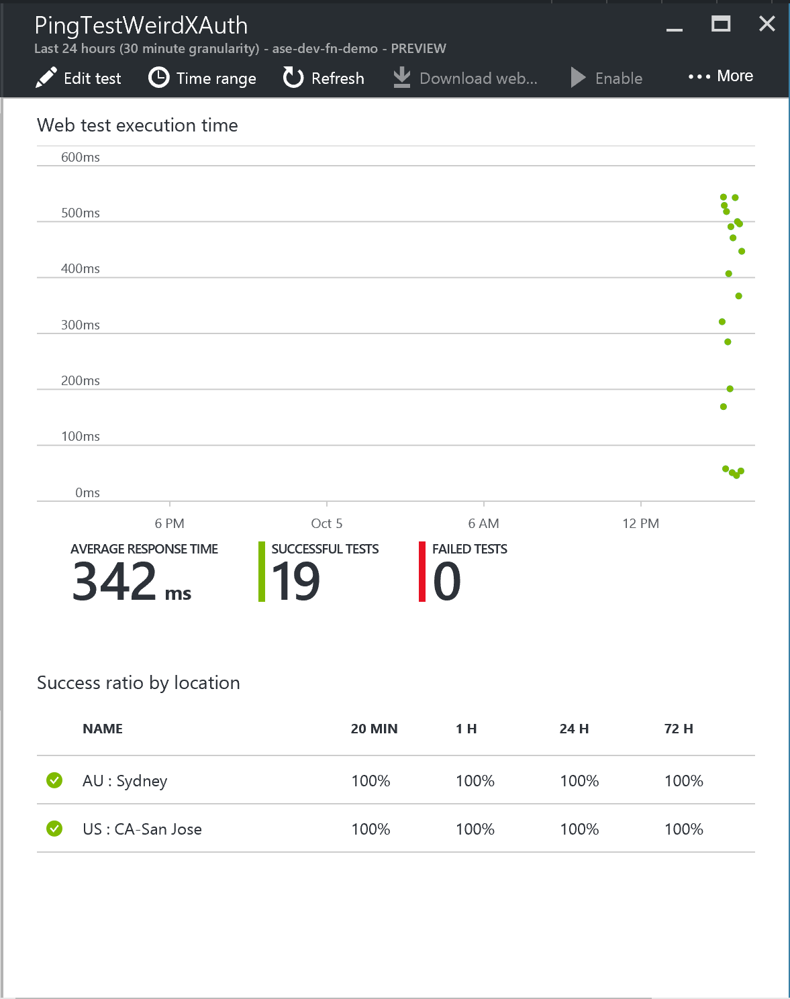 PingTestWeirdXAuth
Last 24 hours (30 minute granularity) - ase-dev-fn-demo - PREVIEW
Edit test Time range Refresh Download web... Enable ••• More
Web test execution time
600ms
500ms
400ms
300ms
200ms
100ms
0ms
6 PM Oct 5 6 AM 12 PM
AVERAGE RESPONSE TIME SUCCESSFUL TESTS FAILED TESTS
342 ms 19 0
Success ratio by location
NAME 20 MIN 1 H 24 H 72 H
AU : Sydney 100% 100% 100% 100%
US : CA-San Jose 100% 100% 100% 100%